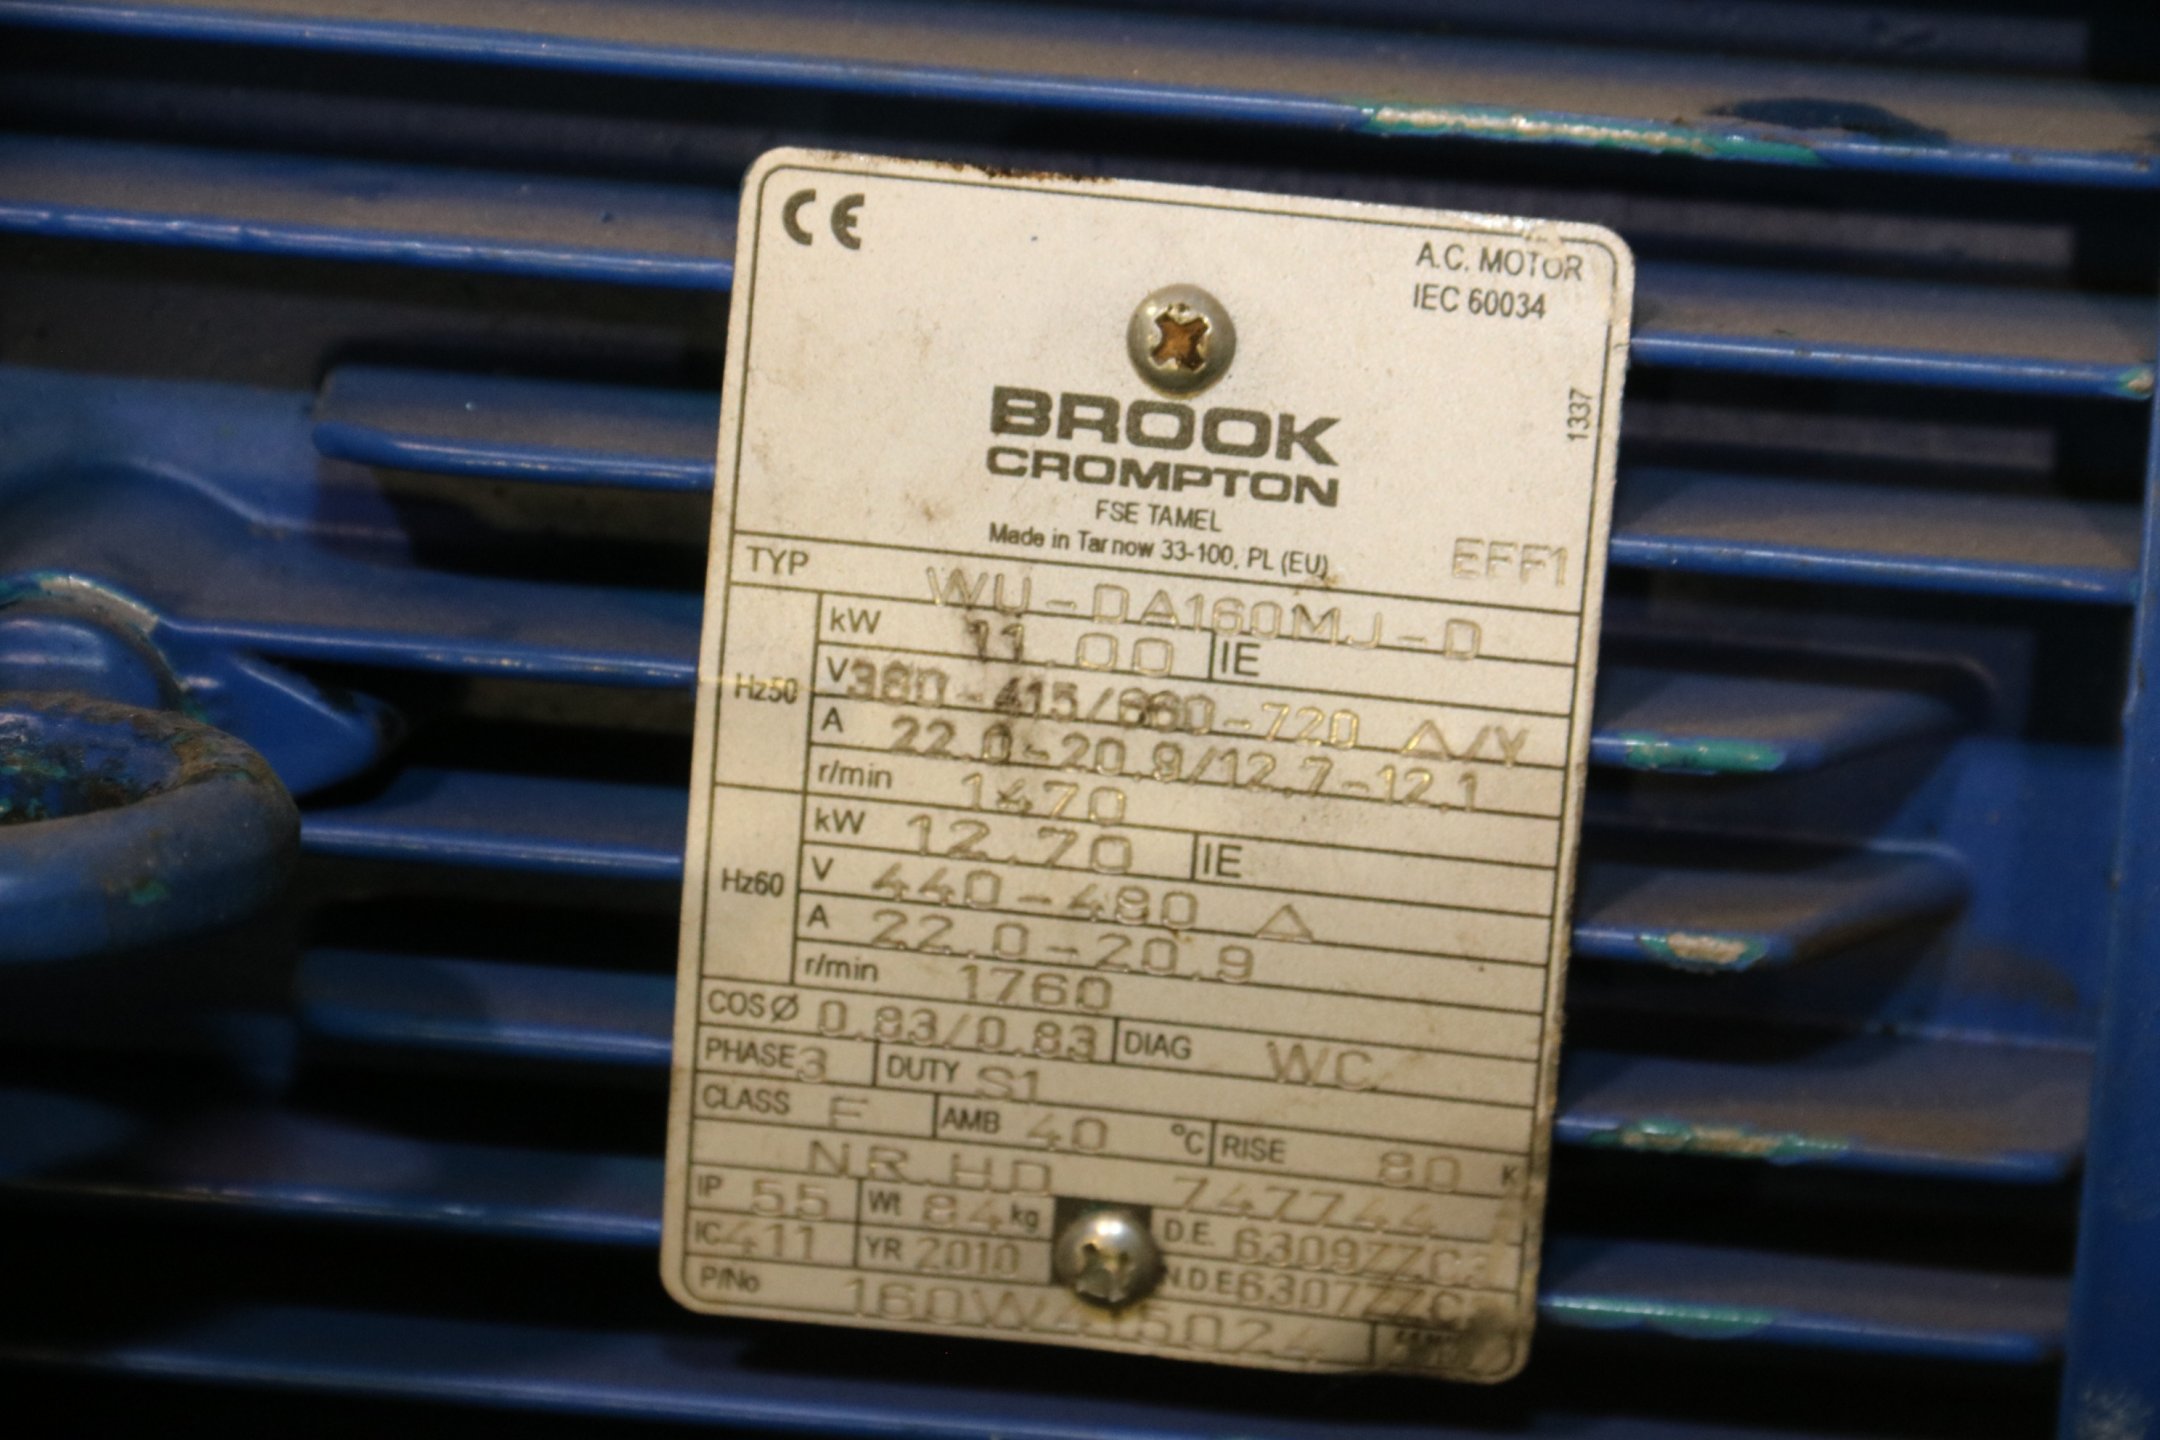 CE
A.C. MOTOR
IEC 60034
1337
BROOK
CROMPTON
FSE TAMEL
Made in Tarnow 33-100, PL (EU)
EFF1
TYP WU-DA160MJ-D
Hz50
kW 11.00 IE
V 380-415/660-720 Δ/Y
A 22.0-20.9/12.7-12.1
r/min 1470
Hz60
kW 12.70 IE
V 440-480 Δ
A 22.0-20.9
r/min 1760
COSØ 0.83/0.83 DIAG WC
PHASE 3 DUTY S1
CLASS F AMB 40 °C RISE 80 K
NR.HD 747744
IP 55 Wt 84 kg D.E. 6309ZZC3
IC 411 YR 2010 N.D.E 6307ZZC
P/No